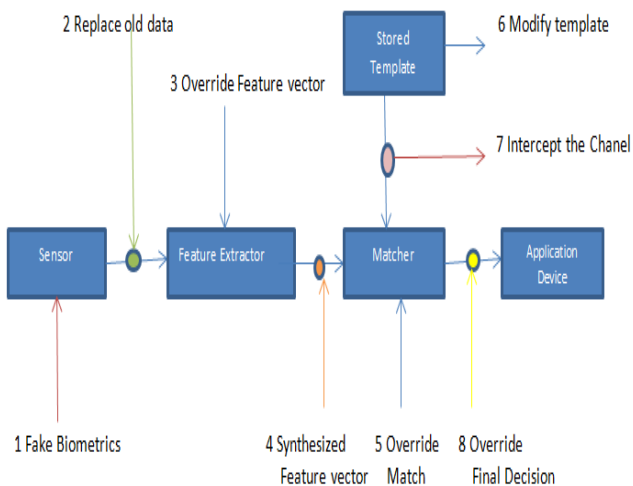 2 Replace old data
Stored
Template
6 Modify template
3 Override Feature vector
7 Intercept the Chanel
Sensor
Feature Extractor
Matcher
Application
Device
1 Fake Biometrics
4 Synthesized
Feature vector
5 Override
Match
8 Override
Final Decision